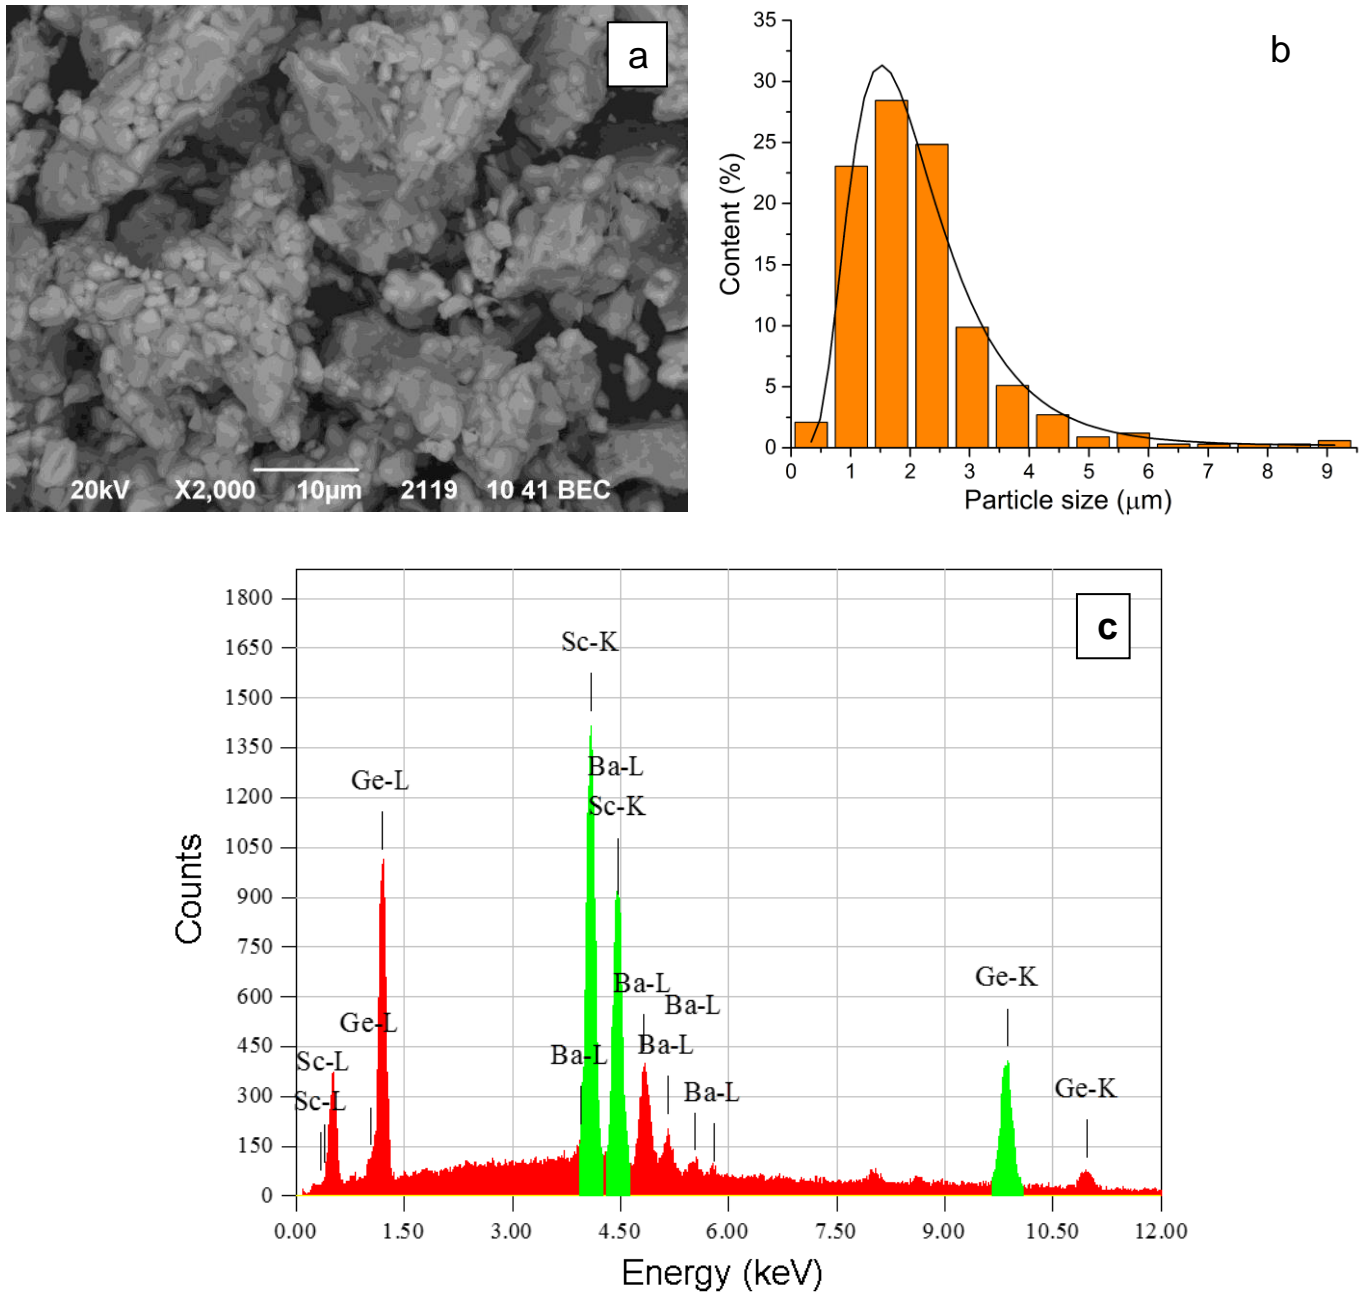 a
20kV X2,000 10µm 2119 10 41 BEC
b
35
30
25
20
15
10
5
0
Content (%)
0 1 2 3 4 5 6 7 8 9
Particle size (μm)
c
1800
1650
1500
1350
1200
1050
900
750
600
450
300
150
0
Counts
Sc-K
Ba-L
Sc-K
Ge-L
Ge-L
Sc-L
Sc-L
Ba-L
Ba-L
Ba-L
Ba-L
Ba-L
Ge-K
Ge-K
0.00 1.50 3.00 4.50 6.00 7.50 9.00 10.50 12.00
Energy (keV)